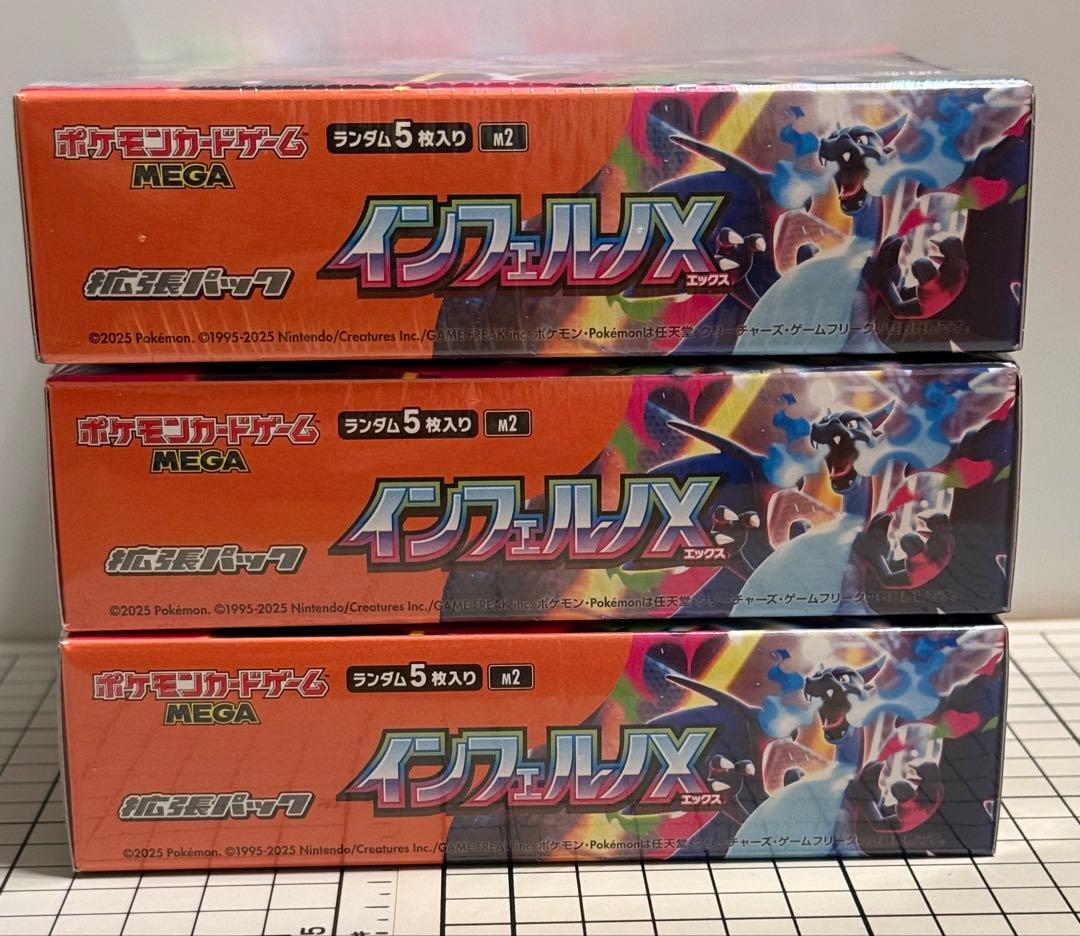 ポケモンカードゲーム
MEGA
ランダム5枚入り M2
インフェルノX
エックス
拡張パック
©2025 Pokémon. ©1995-2025 Nintendo/Creatures Inc./GAME FREAK inc. ポケモン・Pokémonは任天堂・クリーチャーズ・ゲームフリークの登録商標です。
ポケモンカードゲーム
MEGA
ランダム5枚入り M2
インフェルノX
エックス
拡張パック
©2025 Pokémon. ©1995-2025 Nintendo/Creatures Inc./GAME FREAK inc. ポケモン・Pokémonは任天堂・クリーチャーズ・ゲームフリークの
ポケモンカードゲーム
MEGA
ランダム5枚入り M2
インフェルノX
エックス
拡張パック
©2025 Pokémon. ©1995-2025 Nintendo/Creatures Inc./GAME FREAK inc. ポケモン・Pokémonは任天堂・クリーチャーズ・ゲームフリーク
5